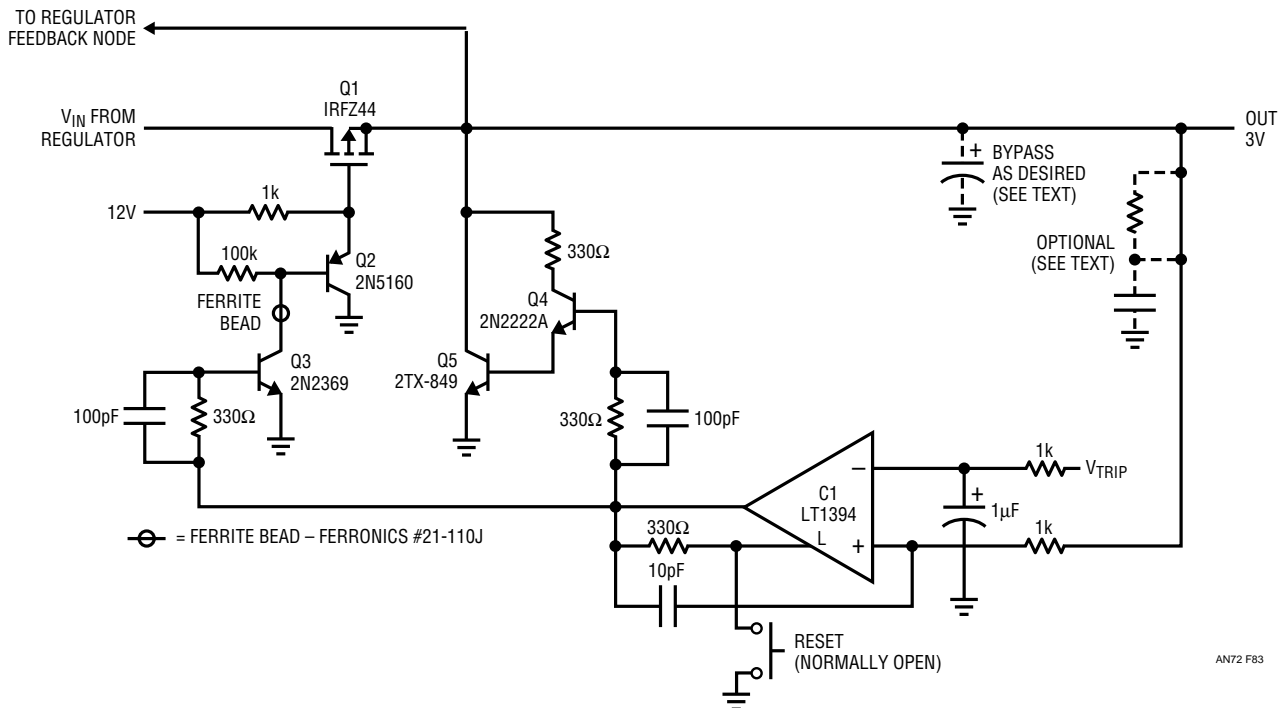 TO REGULATOR
FEEDBACK NODE
Q1
IRFZ44
VIN FROM
REGULATOR
OUT
3V
+
BYPASS
AS DESIRED
(SEE TEXT)
1k
12V
100k
Q2
2N5160
330Ω
OPTIONAL
(SEE TEXT)
FERRITE
BEAD
Q4
2N2222A
Q3
2N2369
Q5
2TX-849
100pF
330Ω
330Ω
100pF
1k
VTRIP
–
C1
LT1394
+
1µF
= FERRITE BEAD – FERRONICS #21-110J
330Ω
L
+
1k
10pF
RESET
(NORMALLY OPEN)
AN72 F83